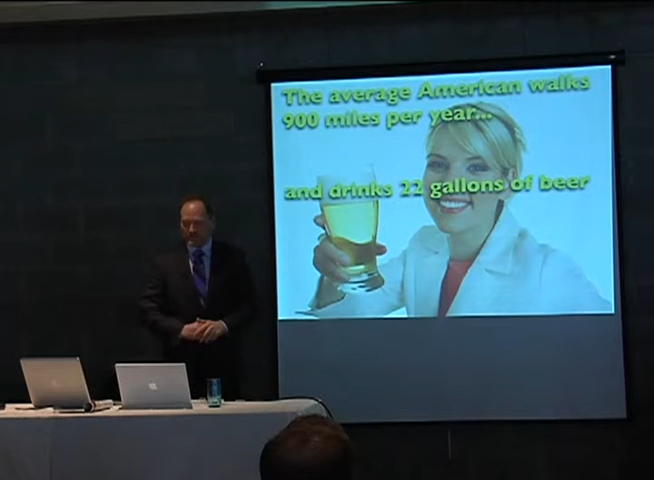 The average American walks
900 miles per year...
and drinks 22 gallons of beer